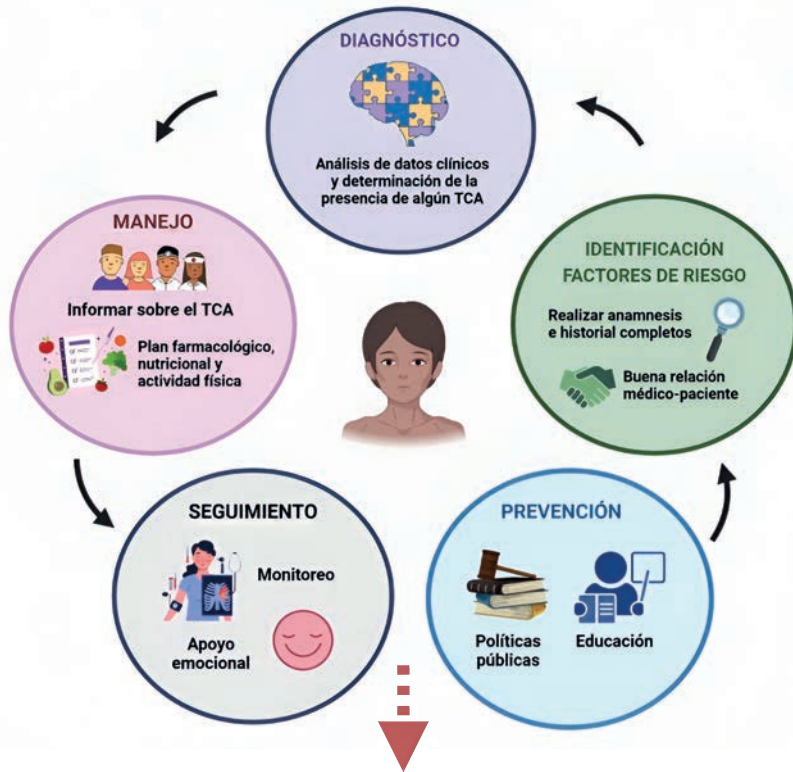 DIAGNÓSTICO
Análisis de datos clínicos
y determinación de la
presencia de algún TCA
MANEJO
Informar sobre el TCA
Plan farmacológico,
nutricional y
actividad física
IDENTIFICACIÓN
FACTORES DE RIESGO
Realizar anamnesis
e historial completos
Buena relación
médico-paciente
SEGUIMIENTO
Monitoreo
Apoyo
emocional
PREVENCIÓN
Políticas
públicas
Educación